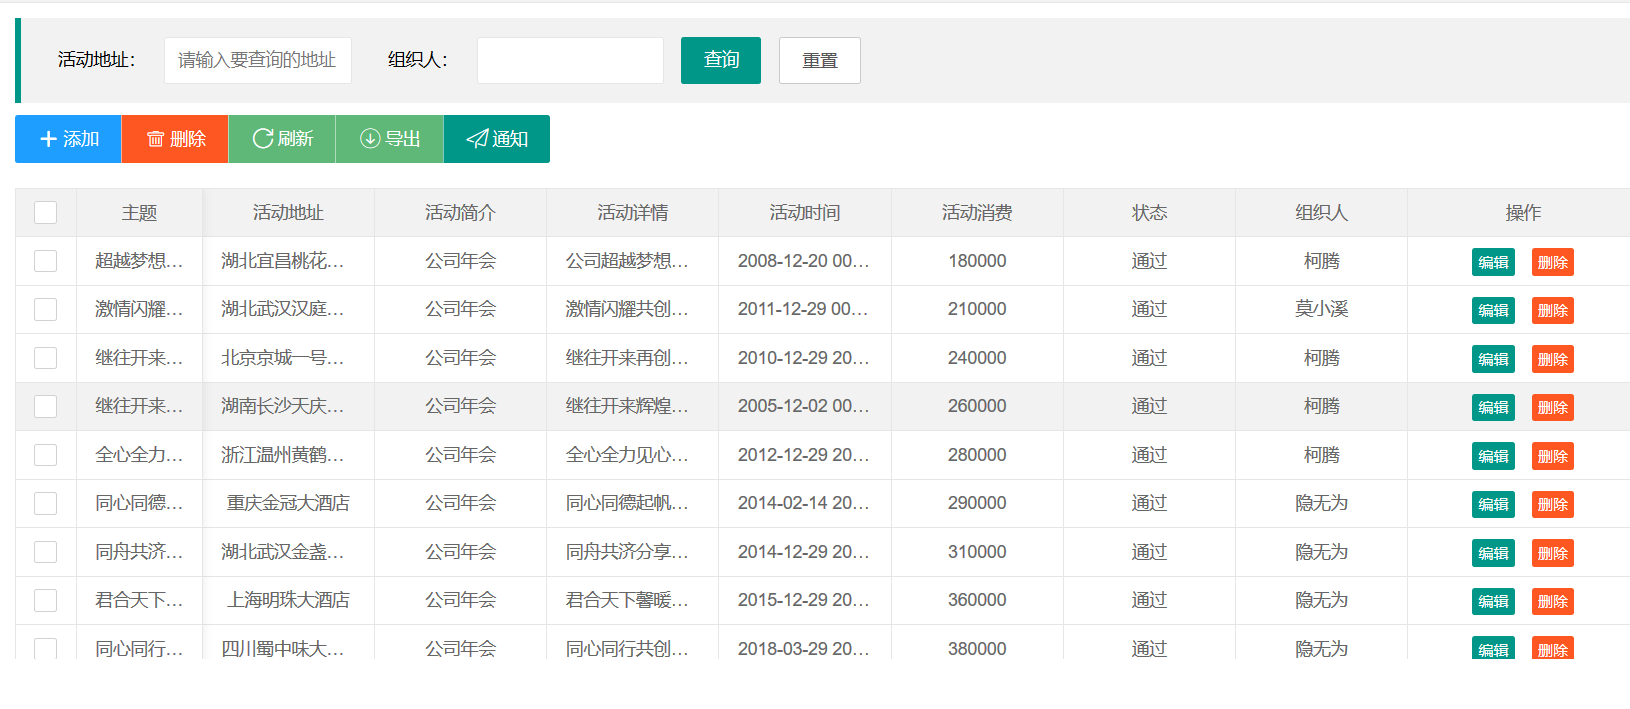 活动地址： 请输入要查询的地址 组织人： 查询 重置
添加 删除 刷新 导出 通知
主题 活动地址 活动简介 活动详情 活动时间 活动消费 状态 组织人 操作
超越梦想... 湖北宜昌桃花... 公司年会 公司超越梦想... 2008-12-20 00... 180000 通过 柯腾 编辑 删除
激情闪耀... 湖北武汉汉庭... 公司年会 激情闪耀共创... 2011-12-29 00... 210000 通过 莫小溪 编辑 删除
继往开来... 北京京城一号... 公司年会 继往开来再创... 2010-12-29 20... 240000 通过 柯腾 编辑 删除
继往开来... 湖南长沙天庆... 公司年会 继往开来辉煌... 2005-12-02 00... 260000 通过 柯腾 编辑 删除
全心全力... 浙江温州黄鹤... 公司年会 全心全力见心... 2012-12-29 20... 280000 通过 柯腾 编辑 删除
同心同德... 重庆金冠大酒店 公司年会 同心同德起帆... 2014-02-14 20... 290000 通过 隐无为 编辑 删除
同舟共济... 湖北武汉金盏... 公司年会 同舟共济分享... 2014-12-29 20... 310000 通过 隐无为 编辑 删除
君合天下... 上海明珠大酒店 公司年会 君合天下馨暖... 2015-12-29 20... 360000 通过 隐无为 编辑 删除
同心同行... 四川蜀中味大... 公司年会 同心同行共创... 2018-03-29 20... 380000 通过 隐无为 编辑 删除